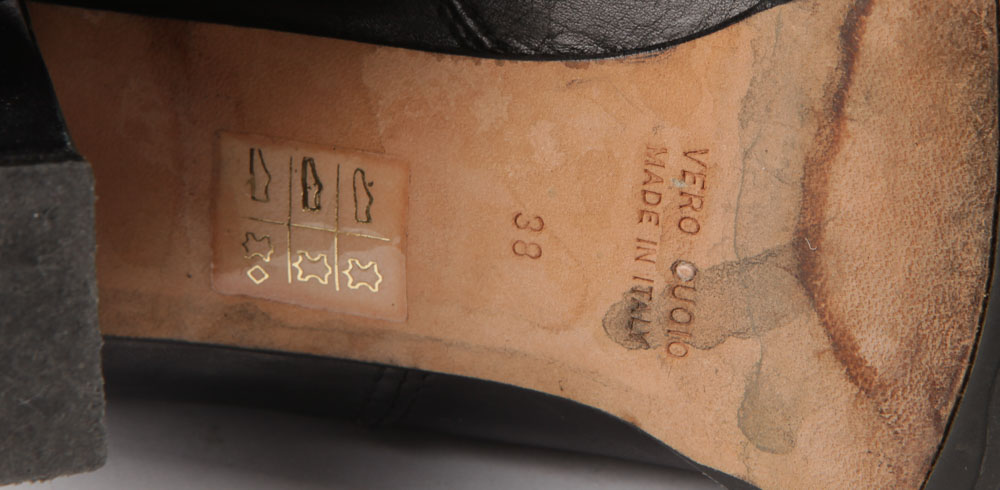 VERO CUOIO
MADE IN ITALY
38